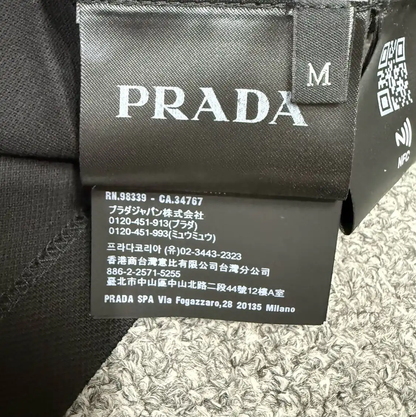 M
PRADA
NFC
RN.98339 - CA.34767
プラダジャパン株式会社
0120-451-913(プラダ)
0120-451-993(ミュウミュウ)
프라다코리아 (유)02-3443-2323
香港商台灣意比有限公司台灣分公司
886-2-2571-5255
臺北市中山區中山北路二段44號12樓A室
PRADA SPA Via Fogazzaro,28 20135 Milano